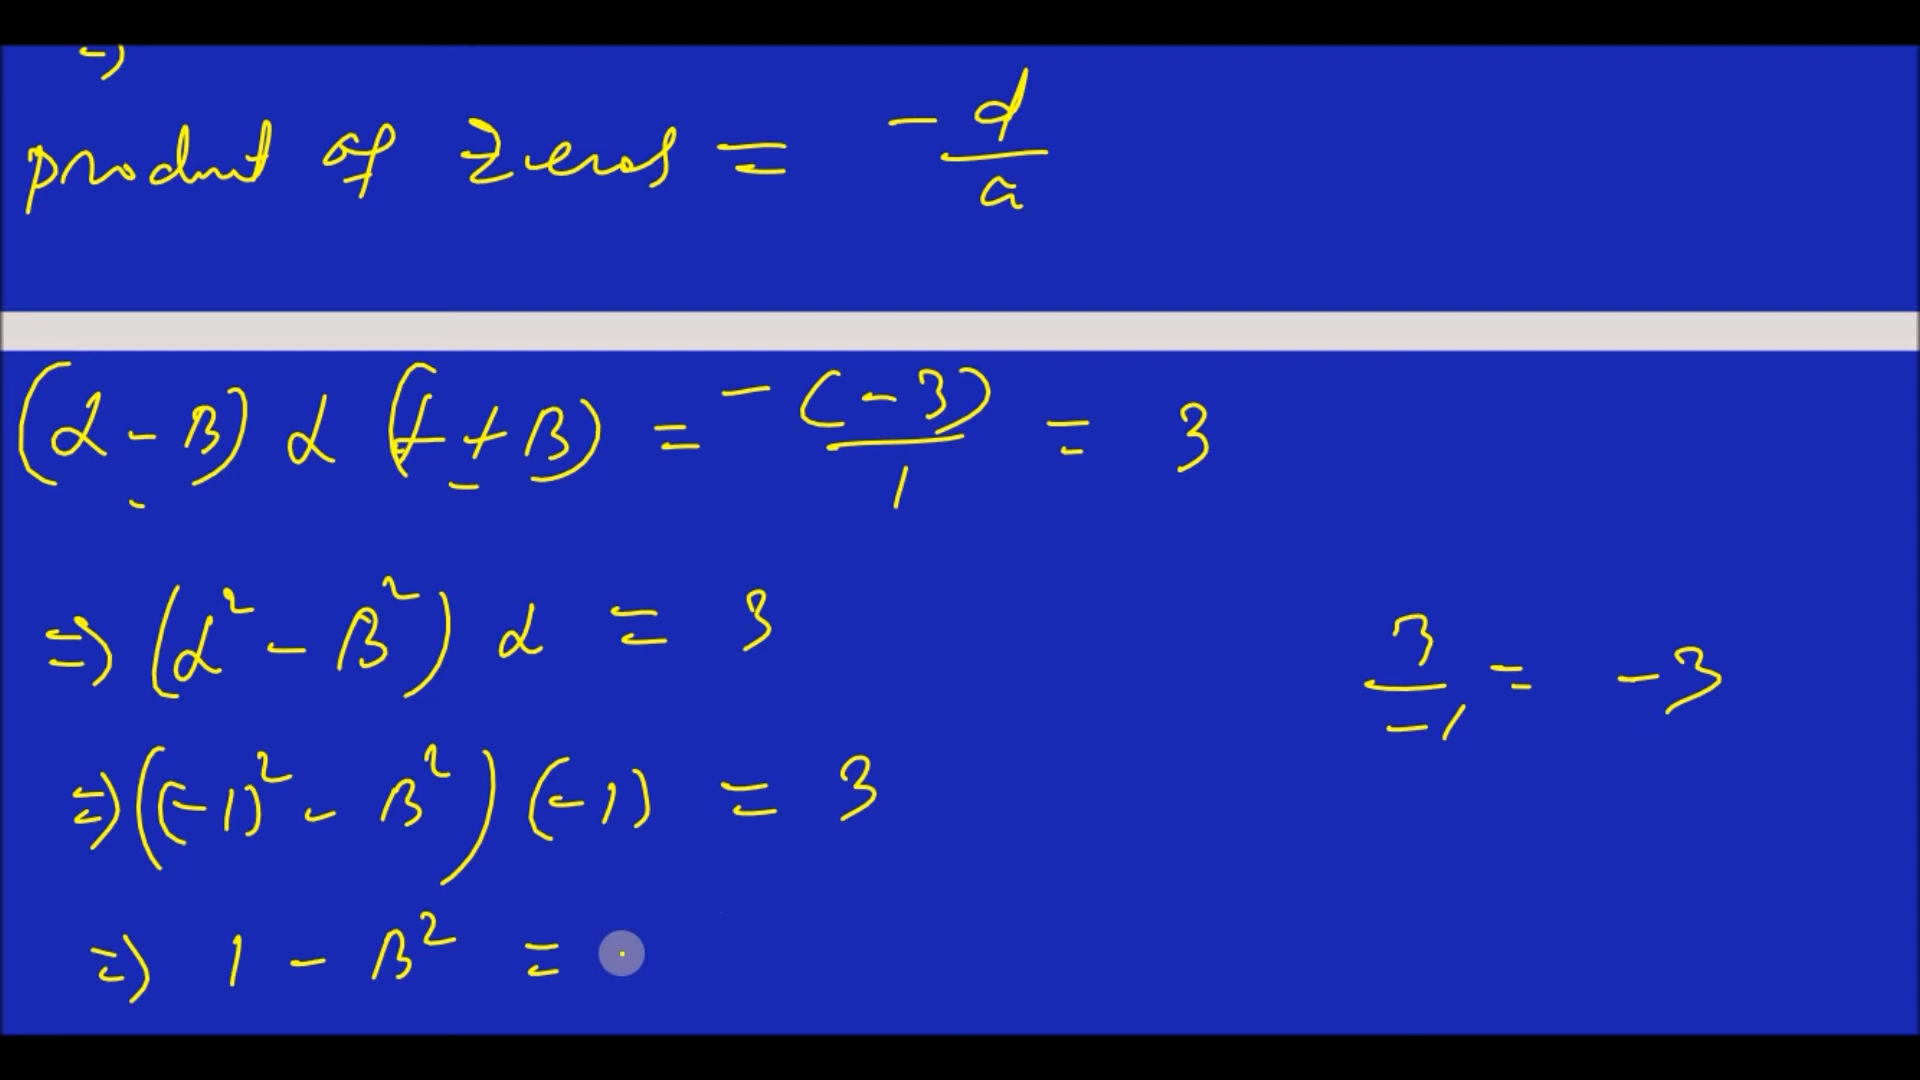 =)
product of zeros = -d/a
(α - β) α (α + β) = -(-3)/1 = 3
=) (α² - β²) α = 3
3/-1 = -3
=) ((-1)² - β²) (-1) = 3
=) 1 - β² =